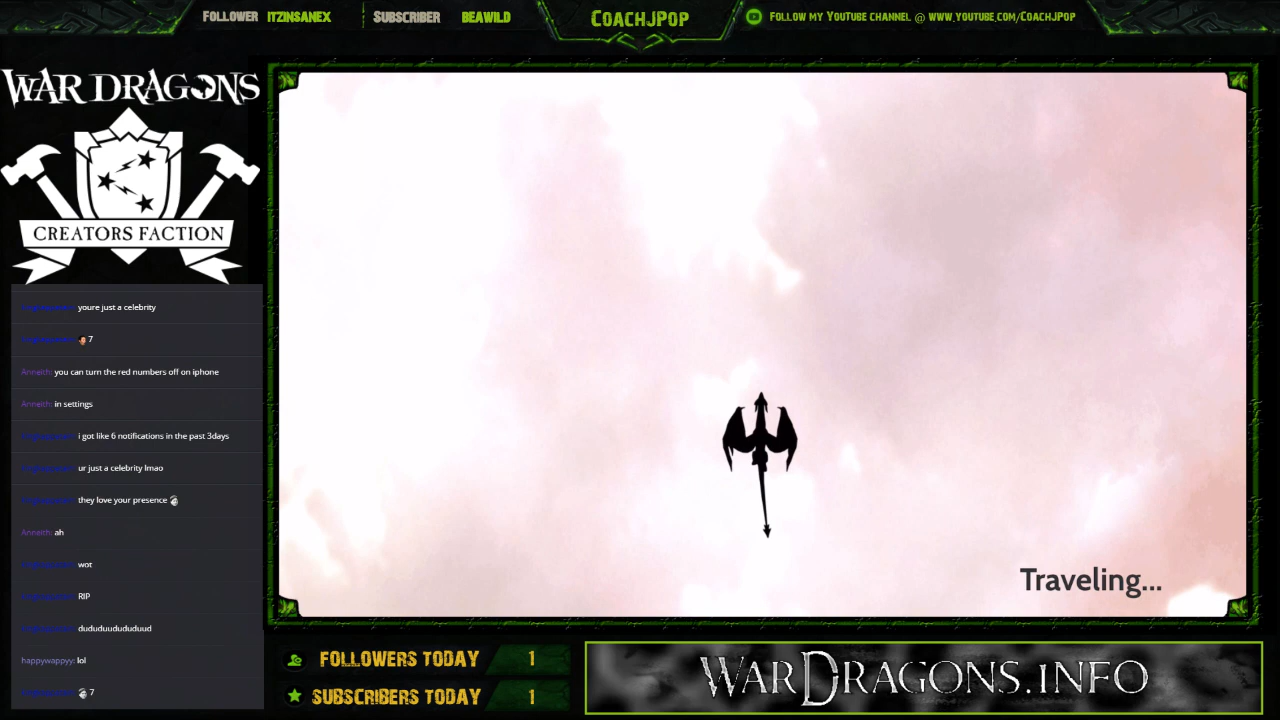 Follower ItzInsanex
Subscriber BeAwild
CoachJPop
Follow my YouTube channel @ www.youtube.com/CoachJPop
WAR DRAGONS
CREATORS FACTION
youre just a celebrity
7
Anneith: you can turn the red numbers off on iphone
Anneith: in settings
i got like 6 notifications in the past 3days
ur just a celebrity lmao
they love your presence
Anneith: ah
wot
RIP
dududuudududuud
happywappyy: lol
7
Traveling...
Followers Today 1
Subscribers Today 1
WarDragons.info